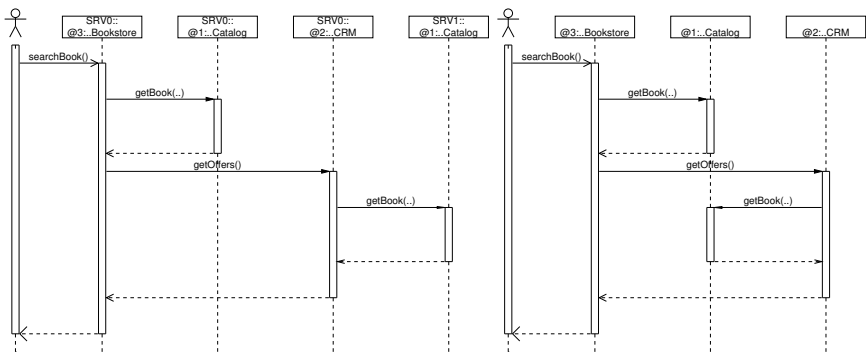 SRV0::
@3:..Bookstore
SRV0::
@1:..Catalog
SRV0::
@2:..CRM
SRV1::
@1:..Catalog
searchBook()
getBook(..)
getOffers()
getBook(..)
@3:..Bookstore
@1:..Catalog
@2:..CRM
searchBook()
getBook(..)
getOffers()
getBook(..)